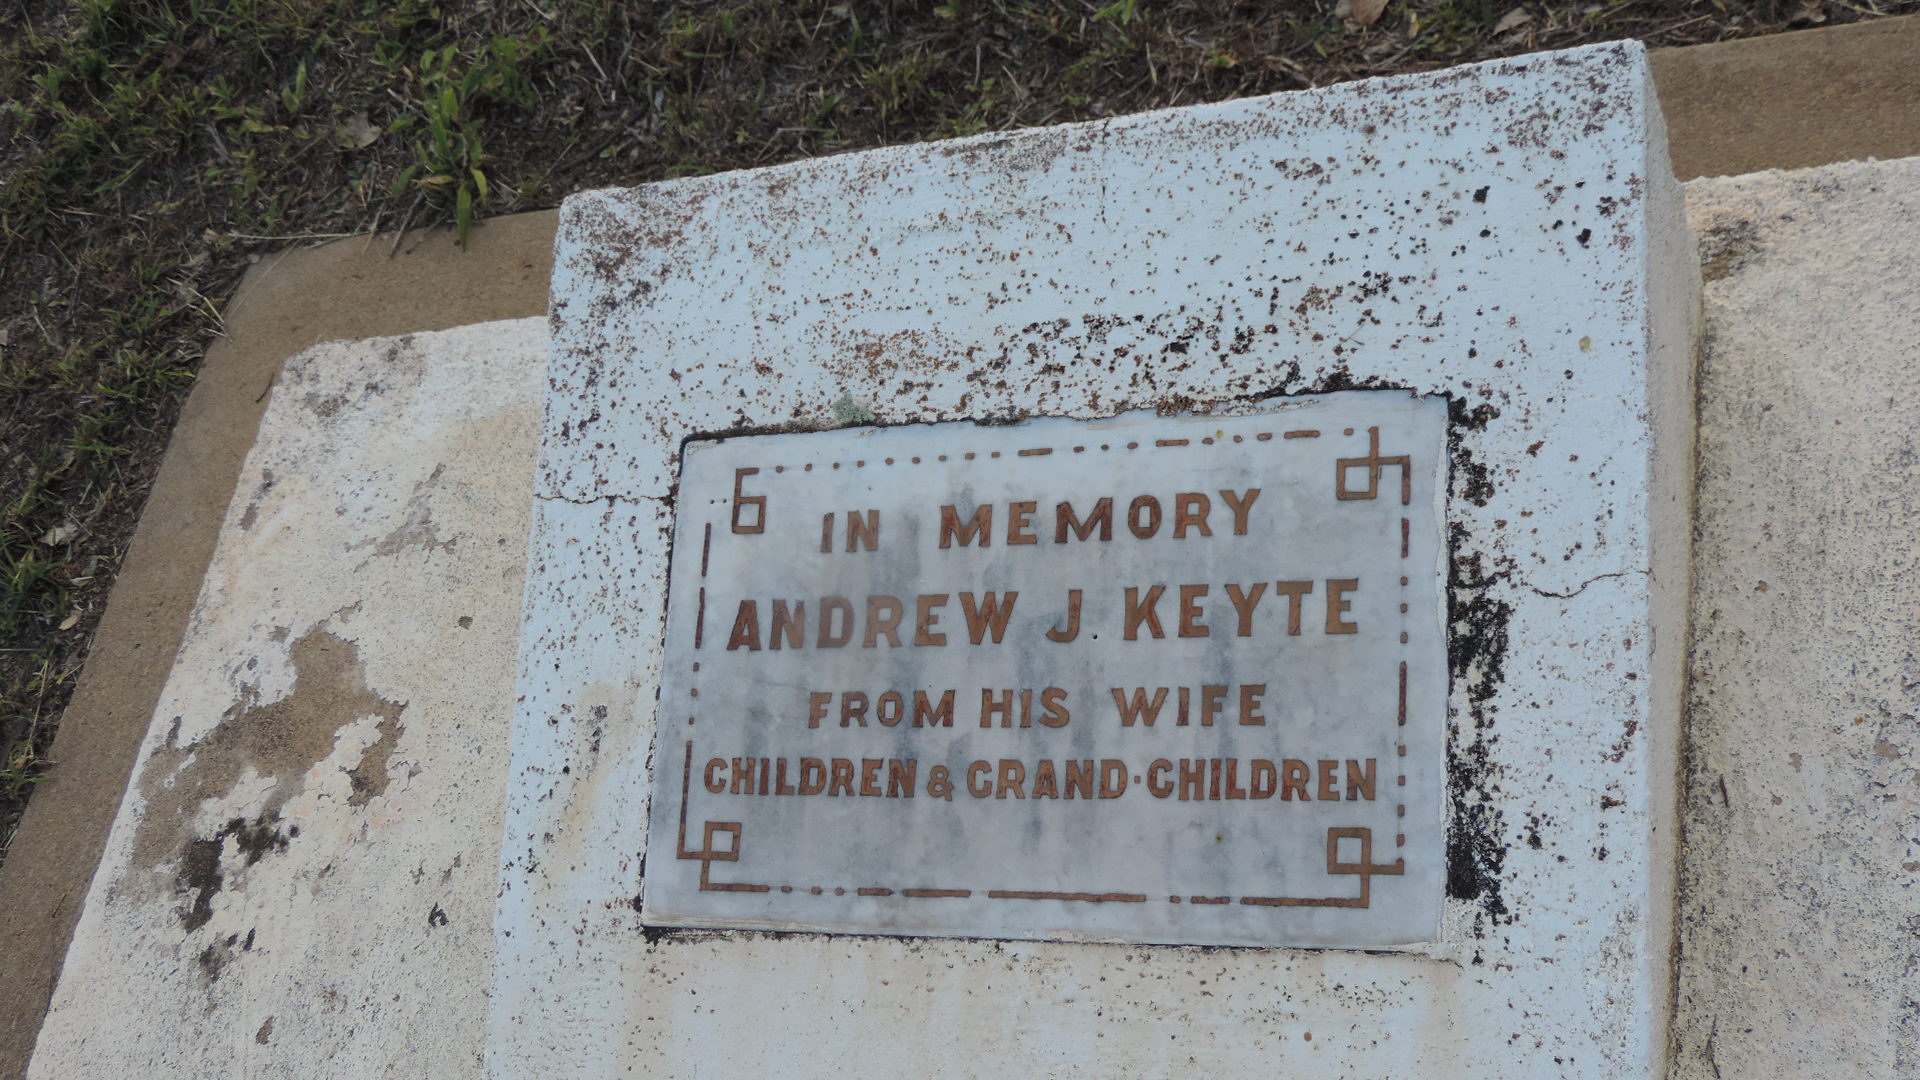 IN MEMORY
ANDREW J. KEYTE
FROM HIS WIFE
CHILDREN & GRAND-CHILDREN